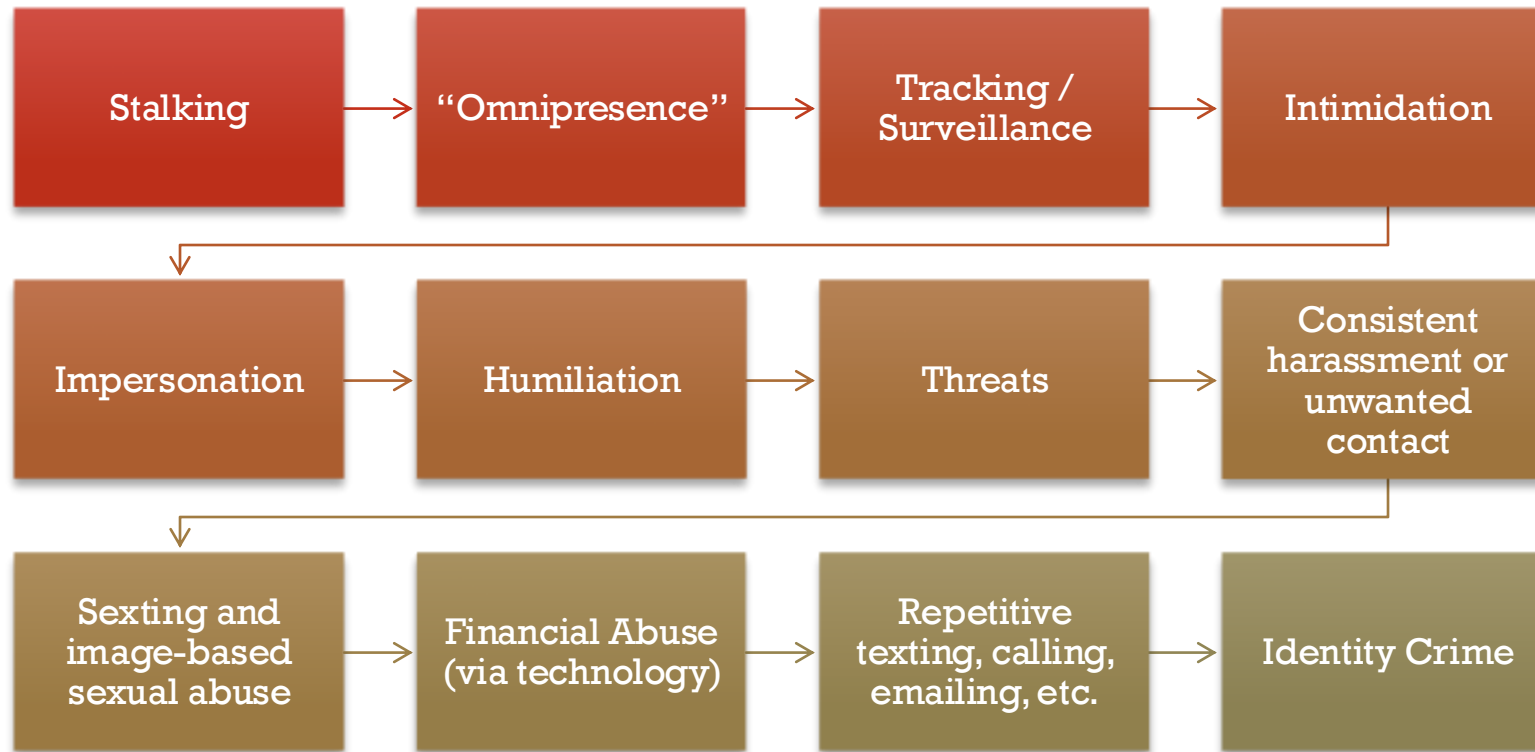 Stalking
“Omnipresence”
Tracking /
Surveillance
Intimidation
Impersonation
Humiliation
Threats
Consistent
harassment or
unwanted
contact
Sexting and
image-based
sexual abuse
Financial Abuse
(via technology)
Repetitive
texting, calling,
emailing, etc.
Identity Crime